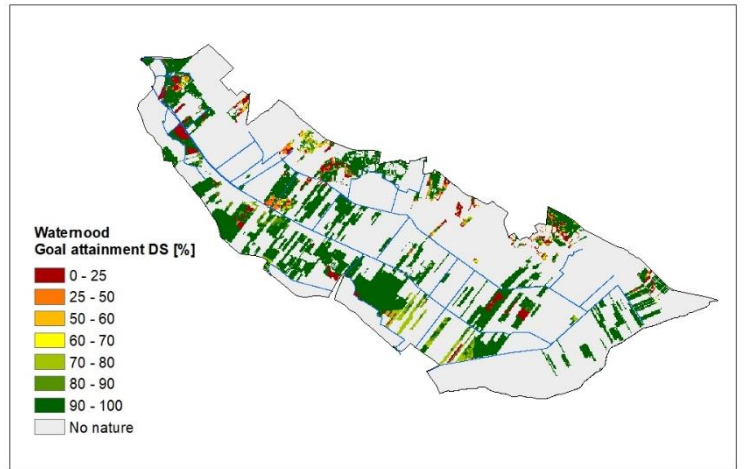 Waternood
Goal attainment DS [%]
0 - 25
25 - 50
50 - 60
60 - 70
70 - 80
80 - 90
90 - 100
No nature